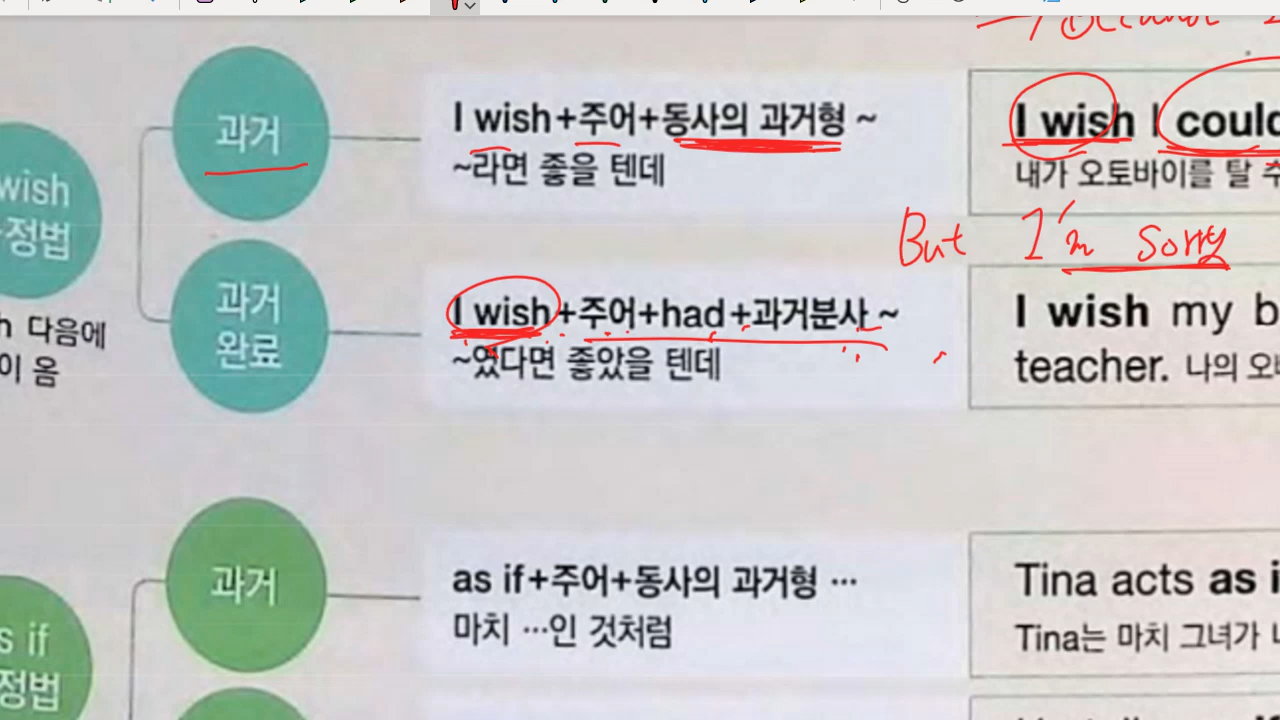 과거
I wish+주어+동사의 과거형 ~
~라면 좋을 텐데
I wish I could
내가 오토바이를 탈
wish
정법
But I'm sorry
과거
완료
I wish+주어+had+과거분사 ~
~었다면 좋았을 텐데
I wish my
teacher. 나의
다음에
이 옴
과거
as if+주어+동사의 과거형 ···
마치 ···인 것처럼
Tina acts as
Tina는 마치 그녀가
if
정법